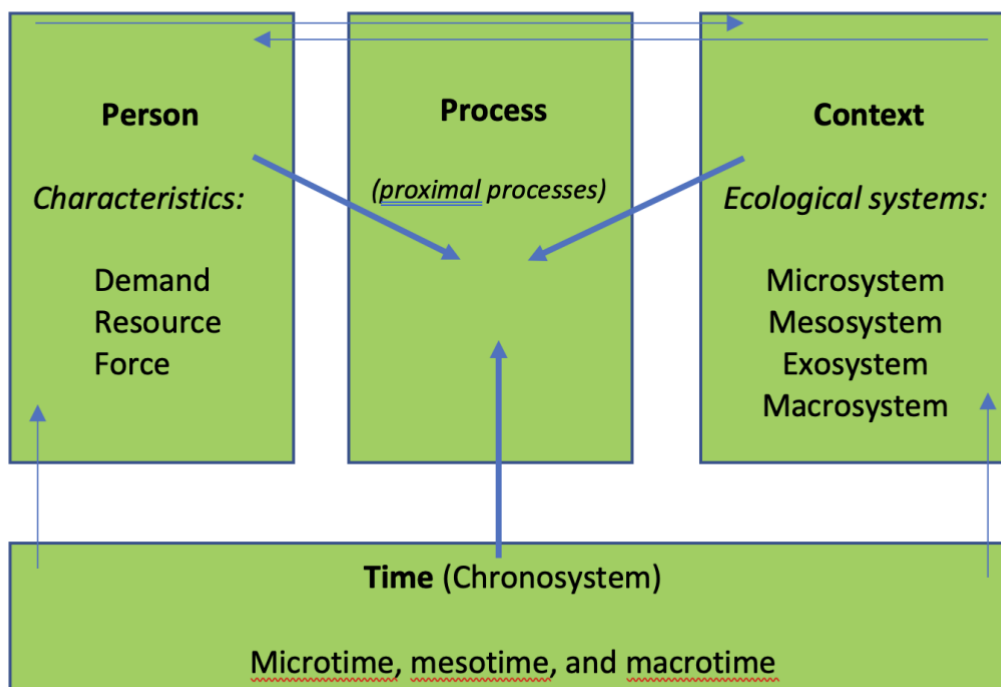 Person
Characteristics:
Demand
Resource
Force
Process
(proximal processes)
Context
Ecological systems:
Microsystem
Mesosystem
Exosystem
Macrosystem
Time (Chronosystem)
Microtime, mesotime, and macrotime